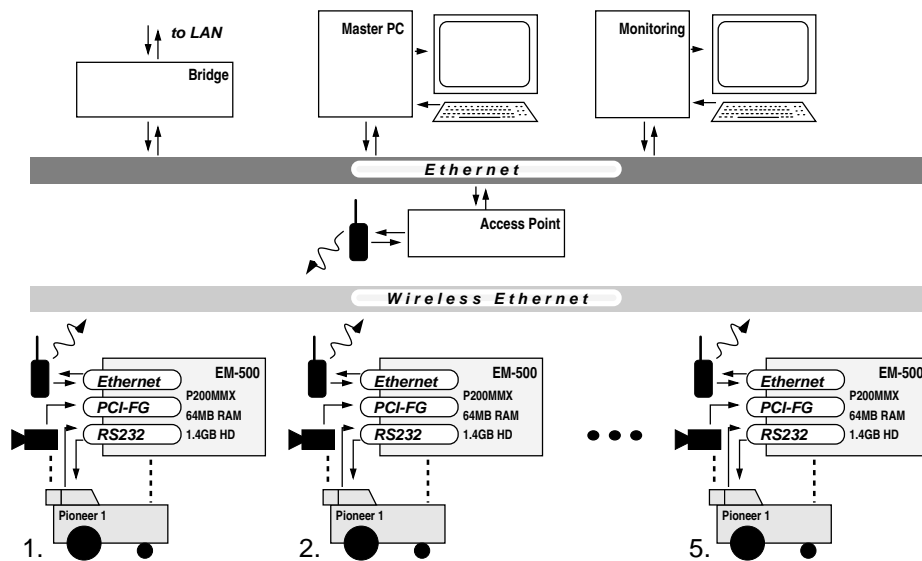 to LAN
Bridge
Master PC
Monitoring
Ethernet
Access Point
Wireless Ethernet
EM-500
Ethernet
P200MMX
PCI-FG
64MB RAM
RS232
1.4GB HD
Pioneer 1
1.
EM-500
Ethernet
P200MMX
PCI-FG
64MB RAM
RS232
1.4GB HD
Pioneer 1
2.
EM-500
Ethernet
P200MMX
PCI-FG
64MB RAM
RS232
1.4GB HD
Pioneer 1
5.